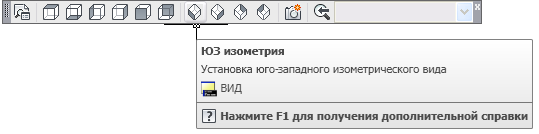 ЮЗ изометрия
Установка юго-западного изометрического вида
ВИД
Нажмите F1 для получения дополнительной справки